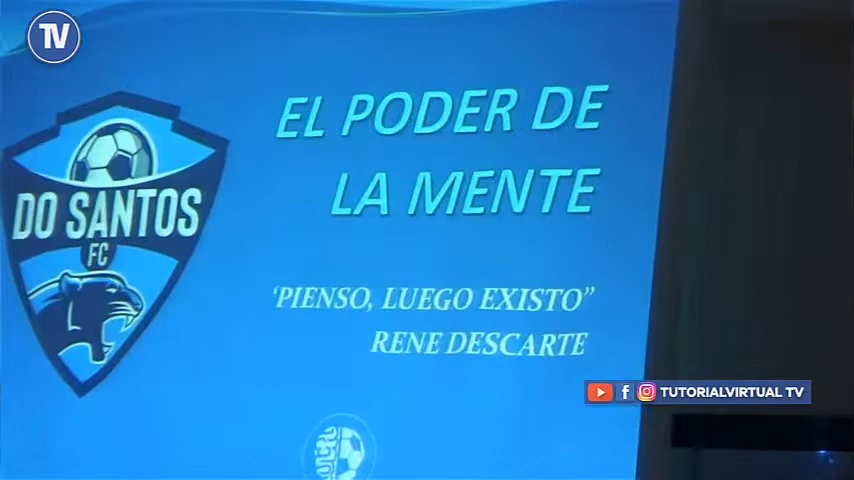 TV
EL PODER DE
LA MENTE
DO SANTOS
FC
'PIENSO, LUEGO EXISTO”
RENE DESCARTE
TUTORIALVIRTUAL TV